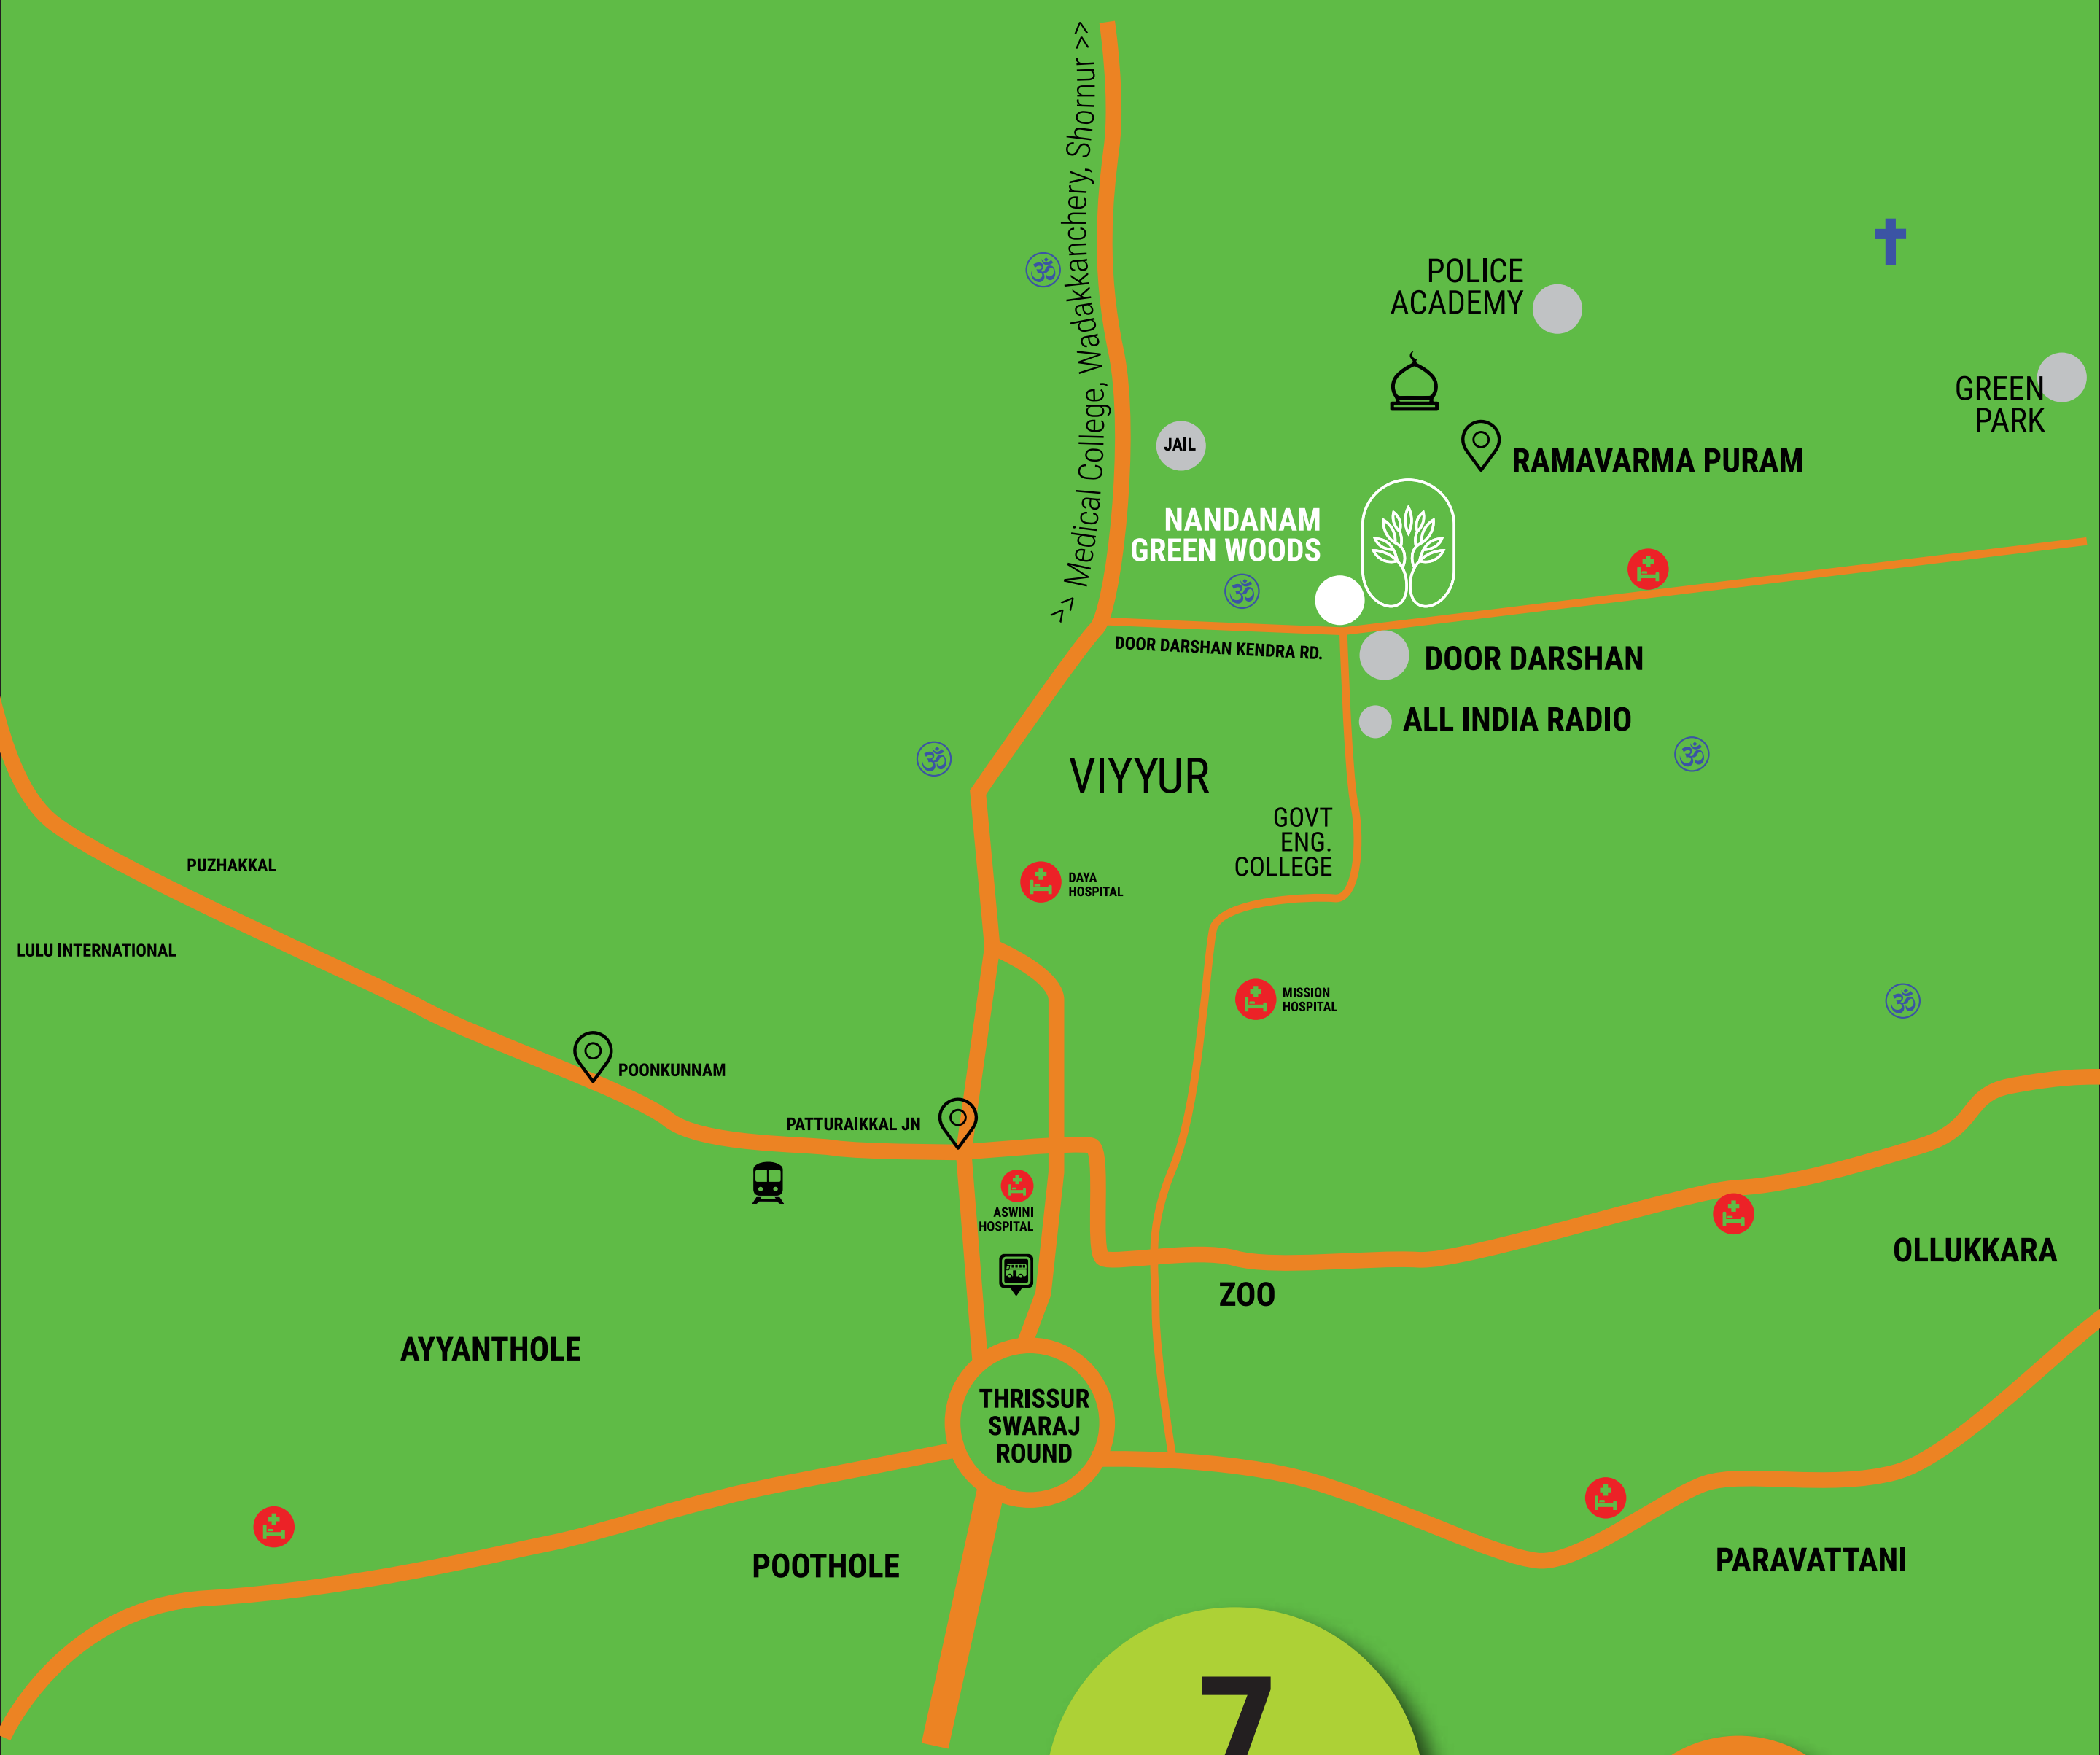 >> Medical College, Wadakkanchery, Shornur >>
POLICE
ACADEMY
GREEN
PARK
JAIL
RAMAVARMA PURAM
NANDANAM
GREEN WOODS
DOOR DARSHAN KENDRA RD.
DOOR DARSHAN
ALL INDIA RADIO
VIYYUR
GOVT
ENG.
COLLEGE
PUZHAKKAL
DAYA
HOSPITAL
LULU INTERNATIONAL
MISSION
HOSPITAL
POONKUNNAM
PATTURAIKKAL JN
ASWINI
HOSPITAL
OLLUKKARA
ZOO
AYYANTHOLE
THRISSUR
SWARAJ
ROUND
POOTHOLE
PARAVATTANI
7
ॐ
ॐ
ॐ
ॐ
ॐ